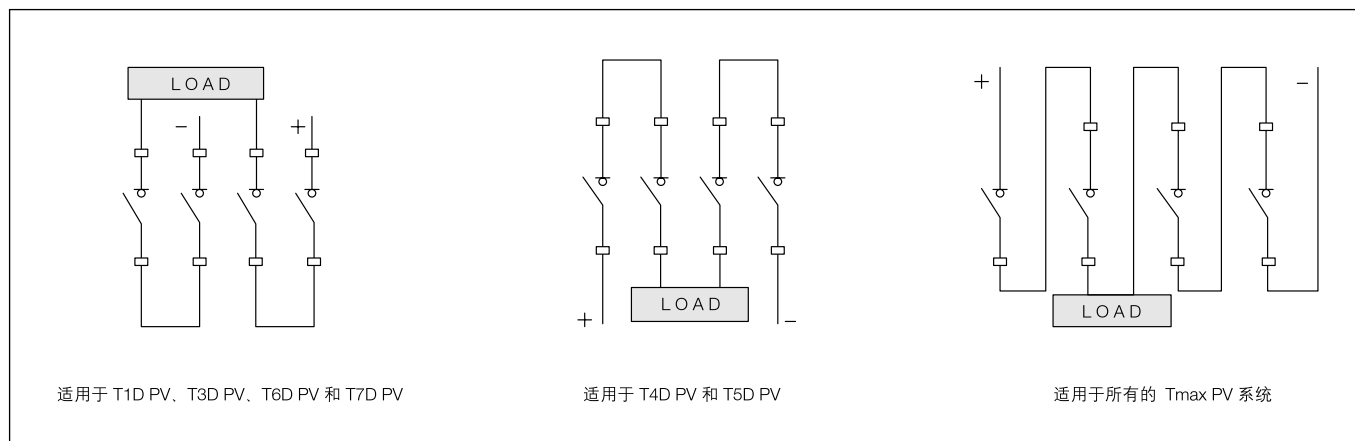 LOAD
－ ＋
适用于 T1D PV、T3D PV、T6D PV 和 T7D PV
LOAD
＋ －
适用于 T4D PV 和 T5D PV
＋ －
LOAD
适用于所有的 Tmax PV 系统